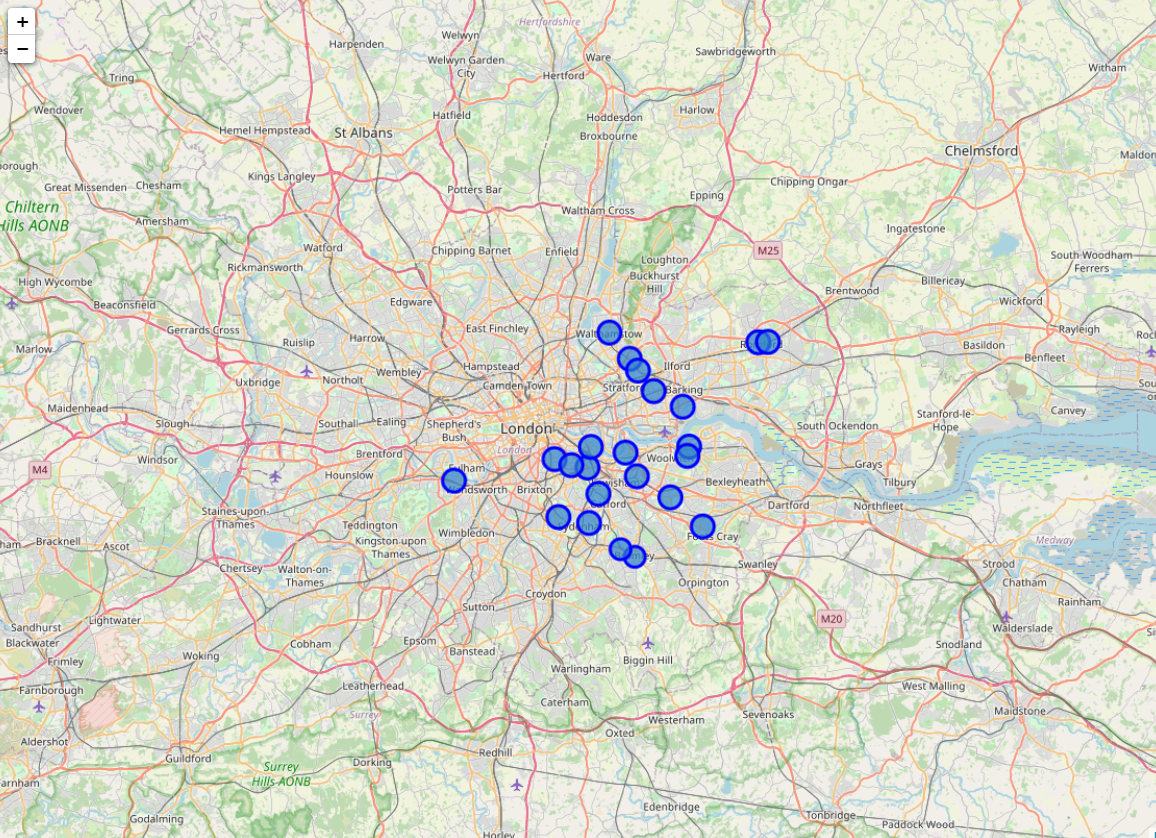 +
−
Hertfordshire
Welwyn
Harpenden
Ware
Sawbridgeworth
Welwyn Garden
City
Hertford
Tring
Witham
Wendover
Hatfield
Hoddesdon
Harlow
Hemel Hempstead
St Albans
Broxbourne
Chelmsford
Maldon
Kings Langley
Great Missenden
Chesham
Potters Bar
Epping
Chipping Ongar
Chiltern
Hills AONB
Amersham
Waltham Cross
Ingatestone
Watford
Chipping Barnet
Enfield
M25
Loughton
South Woodham
Ferrers
Rickmansworth
Buckhurst
Hill
High Wycombe
Billericay
Beaconsfield
Edgware
Brentwood
Wickford
Gerrards Cross
East Finchley
Rayleigh
Marlow
Ruislip
Harrow
Basildon
Benfleet
Hampstead
Ilford
Wembley
Uxbridge
Northolt
Camden Town
Stratford
Barking
Maidenhead
Canvey
Slough
Southall
Ealing
Shepherd's
Bush
London
South Ockendon
Stanford-le-
Hope
M4
Windsor
Brentford
London
Grays
Hounslow
Brixton
Bexleyheath
Tilbury
Staines-upon-
Thames
Dartford
Northfleet
Teddington
Wimbledon
Bracknell
Ascot
Kingston upon
Thames
Medway
Chertsey
Walton-on-
Thames
Swanley
Strood
Orpington
Chatham
Croydon
Sutton
Rainham
Sandhurst
Lightwater
M20
Walderslade
Blackwater
Epsom
Cobham
Banstead
Snodland
Frimley
Woking
Biggin Hill
Warlingham
Leatherhead
West Malling
Farnborough
Caterham
Surrey
Westerham
Sevenoaks
Maidstone
Oxted
Aldershot
Redhill
Guildford
Dorking
Surrey
Hills AONB
Edenbridge
Tonbridge
Godalming
Paddock Wood
Horley